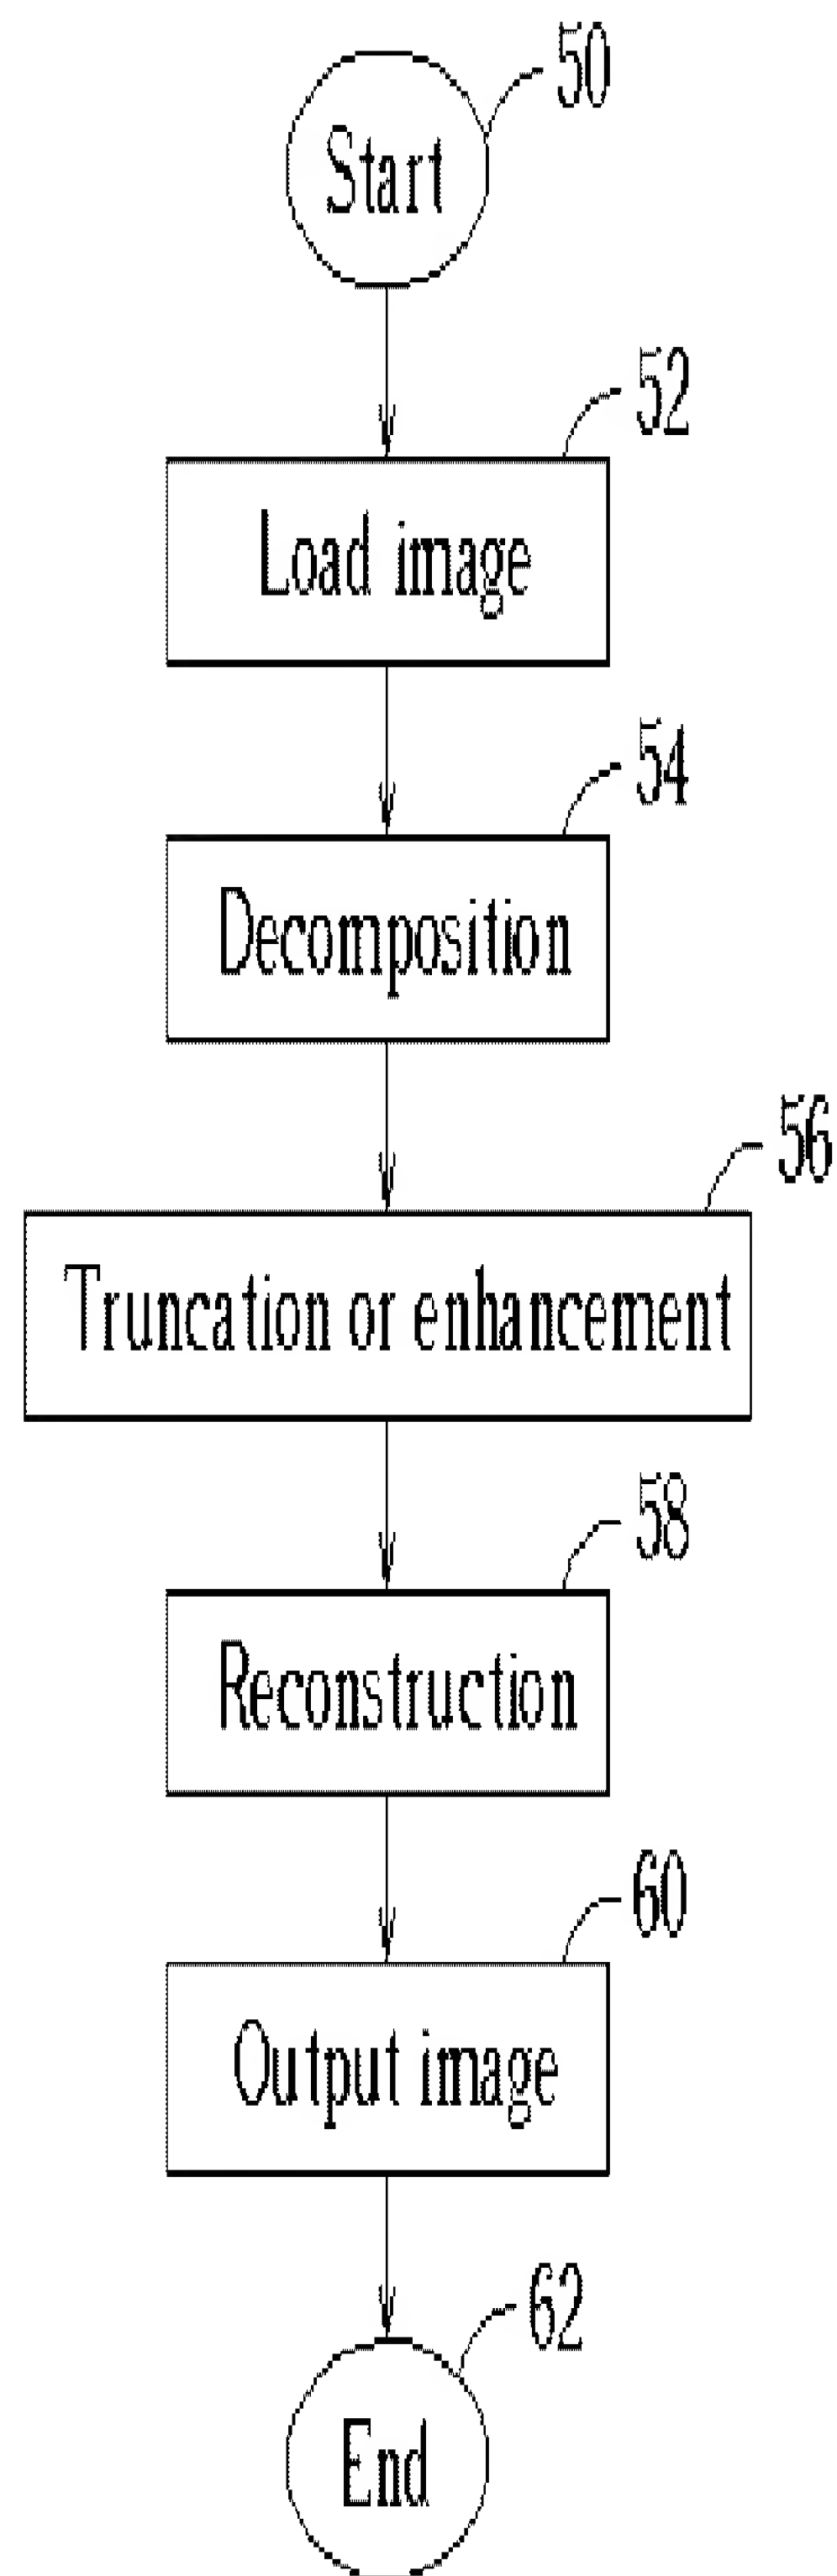 50
Start
52
Load image
54
Decomposition
56
Truncation or enhancement
58
Reconstruction
60
Output image
62
End